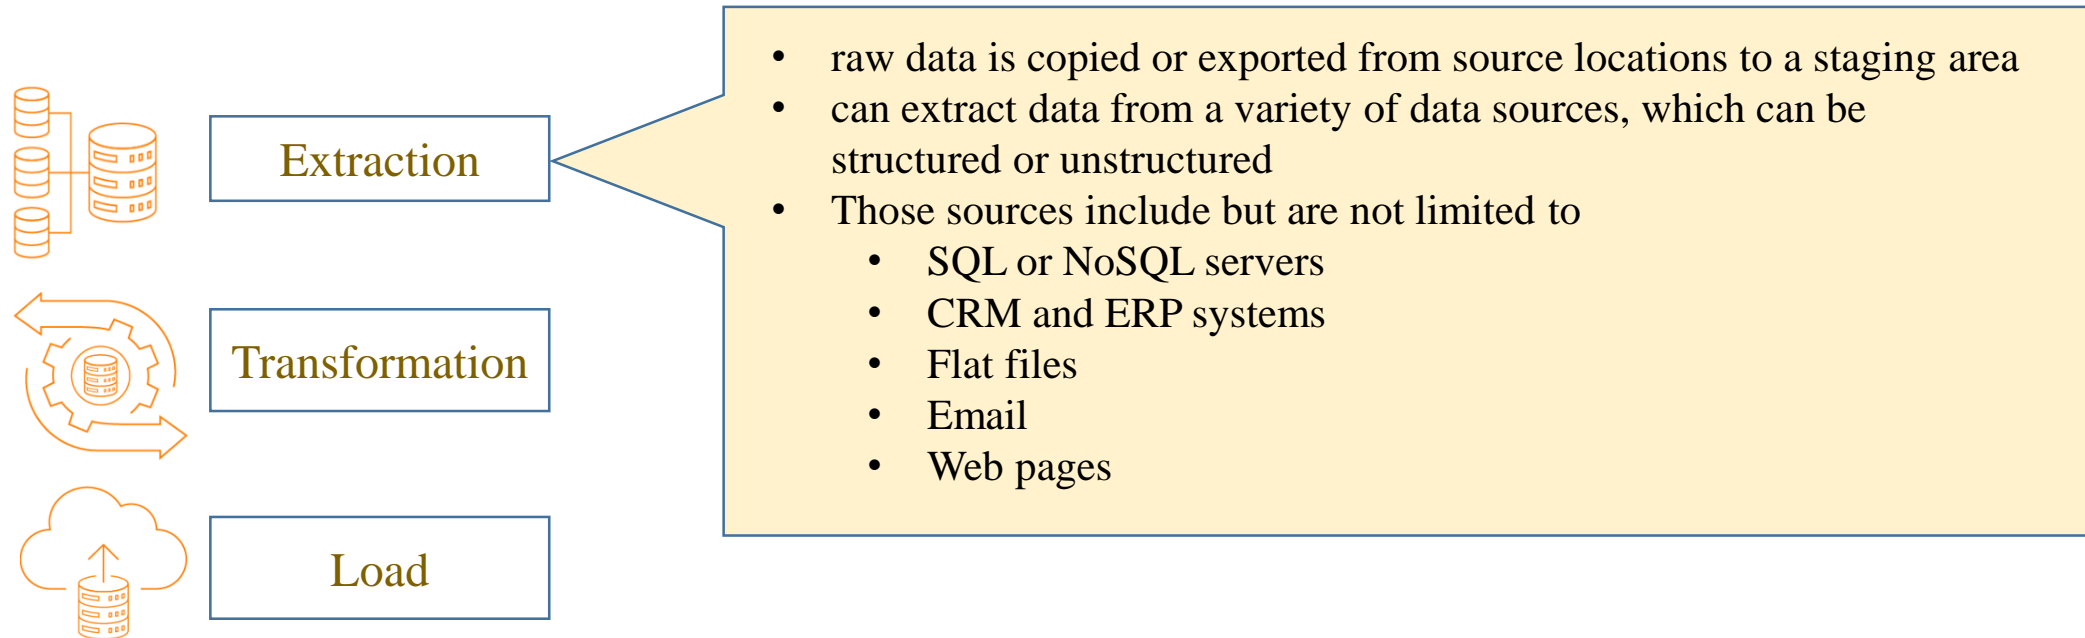 Extraction
Transformation
Load
• raw data is copied or exported from source locations to a staging area
• can extract data from a variety of data sources, which can be
structured or unstructured
• Those sources include but are not limited to
• SQL or NoSQL servers
• CRM and ERP systems
• Flat files
• Email
• Web pages